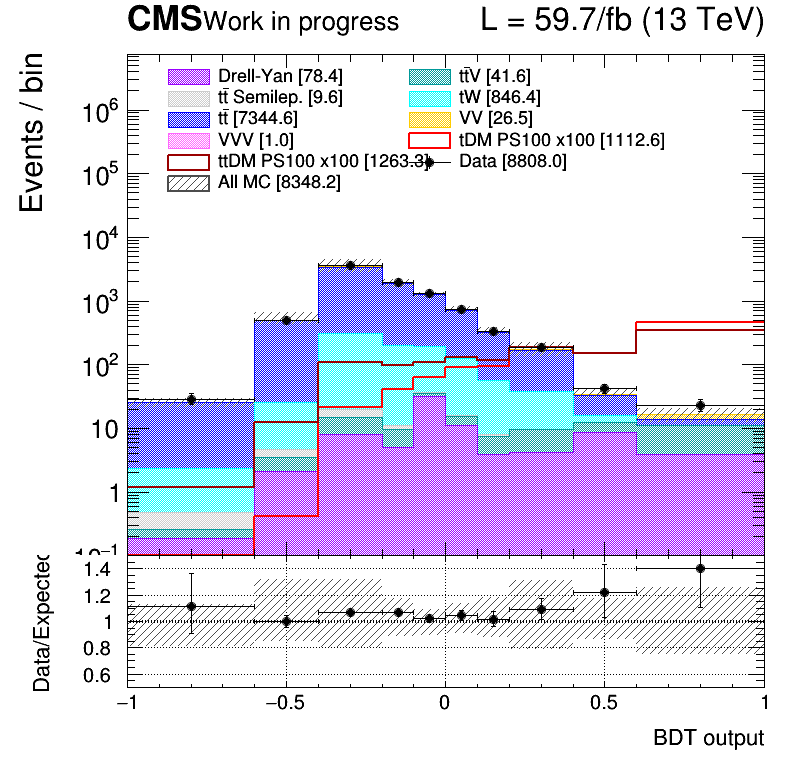 CMS Work in progress L = 59.7/fb (13 TeV)
Events / bin
Drell-Yan [78.4] tt̄V [41.6]
tt̄ Semilep. [9.6] tW [846.4]
tt̄ [7344.6] VV [26.5]
VVV [1.0] tDM PS100 x100 [1112.6]
ttDM PS100 x100 [1263.3] Data [8808.0]
All MC [8348.2]
10⁶
10⁵
10⁴
10³
10²
10
1
10⁻¹
Data/Expected
1.4
1.2
1
0.8
0.6
−1 −0.5 0 0.5 1
BDT output